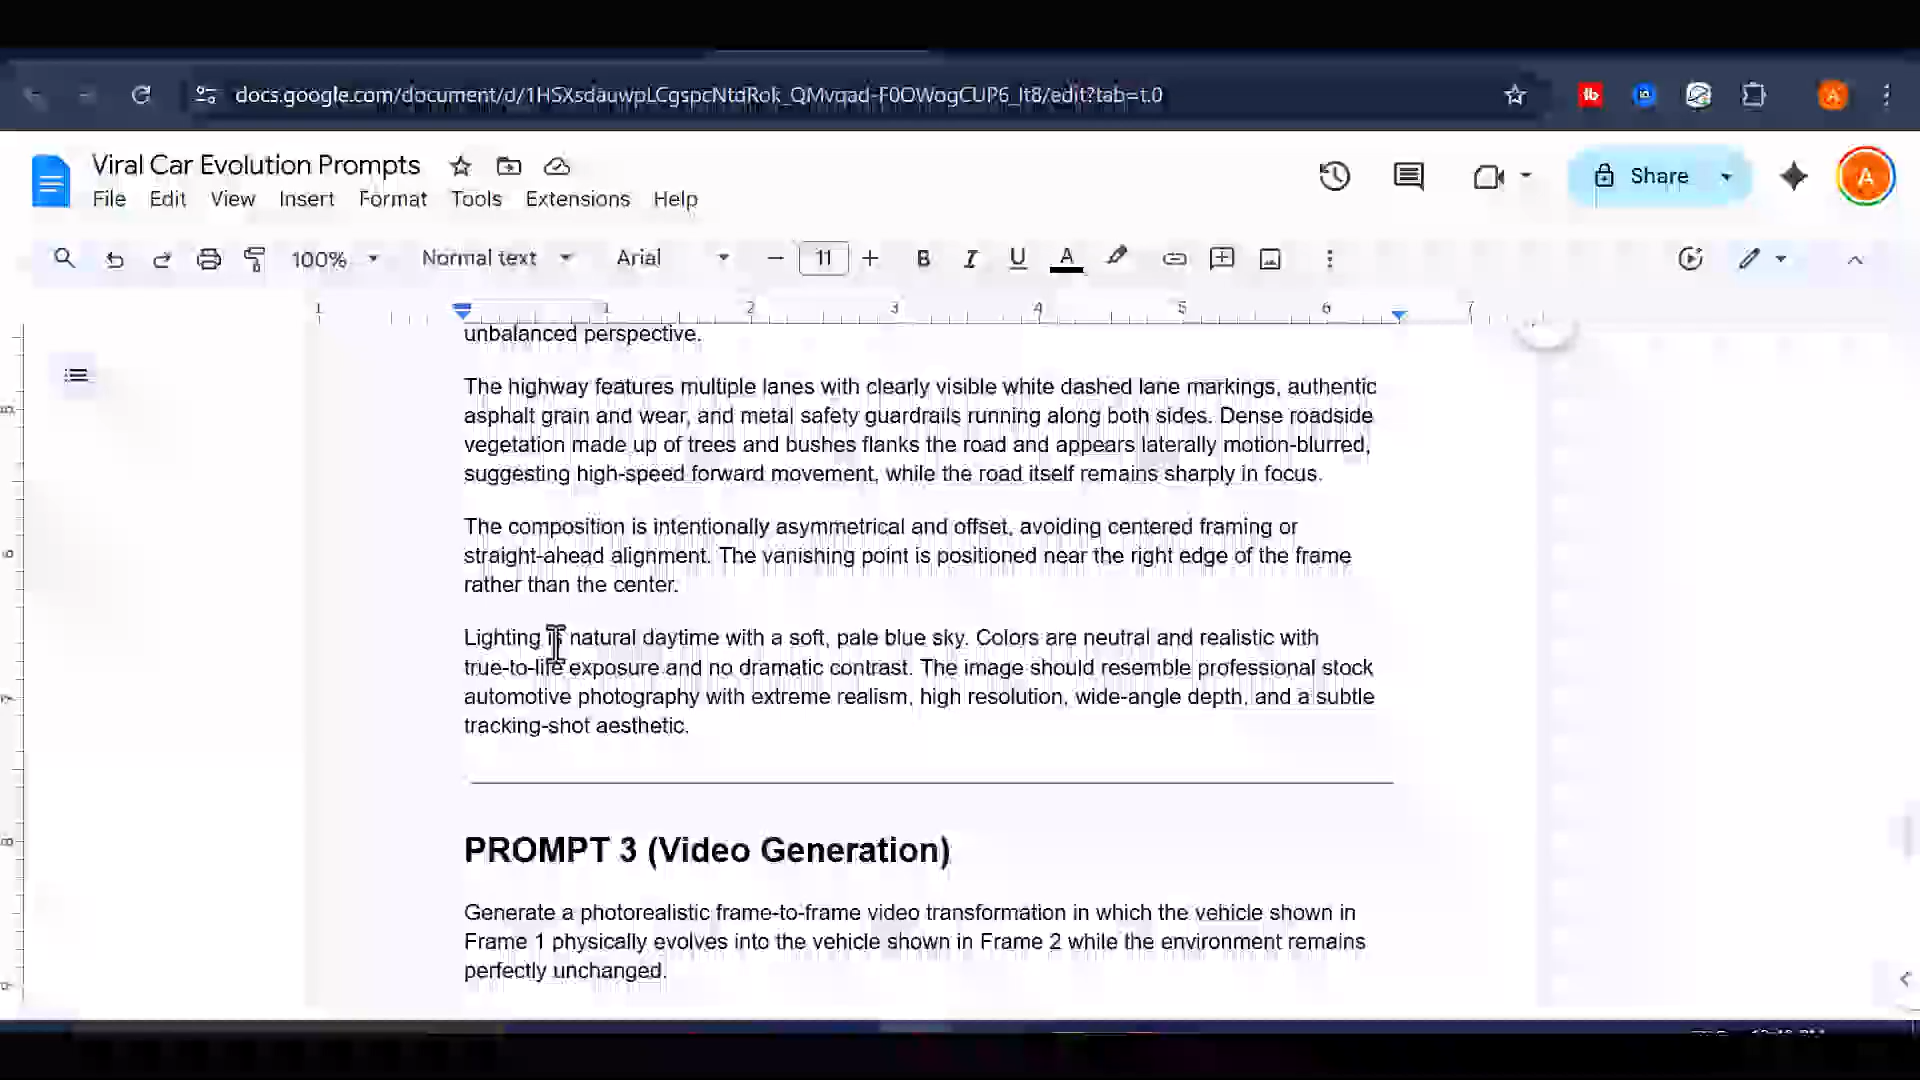 docs.google.com/document/d/1HSXsdauwpLCgspcNtdRok_QMvqad-F0OWogCUP6_lt8/edit?tab=t.0
Viral Car Evolution Prompts
File Edit View Insert Format Tools Extensions Help
Share
A
A
100% Normal text Arial 11 B I U A
1 1 2 3 4 5 6 7
unbalanced perspective.
The highway features multiple lanes with clearly visible white dashed lane markings, authentic
asphalt grain and wear, and metal safety guardrails running along both sides. Dense roadside
vegetation made up of trees and bushes flanks the road and appears laterally motion-blurred,
suggesting high-speed forward movement, while the road itself remains sharply in focus.
The composition is intentionally asymmetrical and offset, avoiding centered framing or
straight-ahead alignment. The vanishing point is positioned near the right edge of the frame
rather than the center.
Lighting is natural daytime with a soft, pale blue sky. Colors are neutral and realistic with
true-to-life exposure and no dramatic contrast. The image should resemble professional stock
automotive photography with extreme realism, high resolution, wide-angle depth, and a subtle
tracking-shot aesthetic.
PROMPT 3 (Video Generation)
Generate a photorealistic frame-to-frame video transformation in which the vehicle shown in
Frame 1 physically evolves into the vehicle shown in Frame 2 while the environment remains
perfectly unchanged.